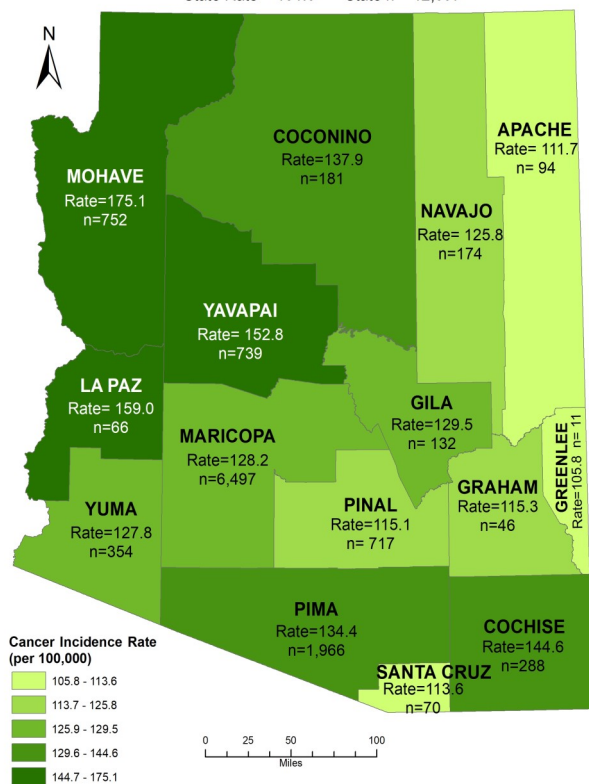 N
COCONINO
Rate=137.9
n=181
APACHE
Rate= 111.7
n= 94
MOHAVE
Rate=175.1
n=752
NAVAJO
Rate= 125.8
n=174
YAVAPAI
Rate= 152.8
n=739
LA PAZ
Rate= 159.0
n=66
GILA
Rate=129.5
n= 132
MARICOPA
Rate=128.2
n=6,497
GREENLEE
Rate=105.8 n= 11
GRAHAM
Rate=115.3
n=46
PINAL
Rate=115.1
n= 717
YUMA
Rate=127.8
n=354
PIMA
Rate=134.4
n=1,966
COCHISE
Rate=144.6
n=288
SANTA CRUZ
Rate=113.6
n=70
Cancer Incidence Rate
(per 100,000)
105.8 - 113.6
113.7 - 125.8
125.9 - 129.5
129.6 - 144.6
144.7 - 175.1
0 25 50 100
Miles